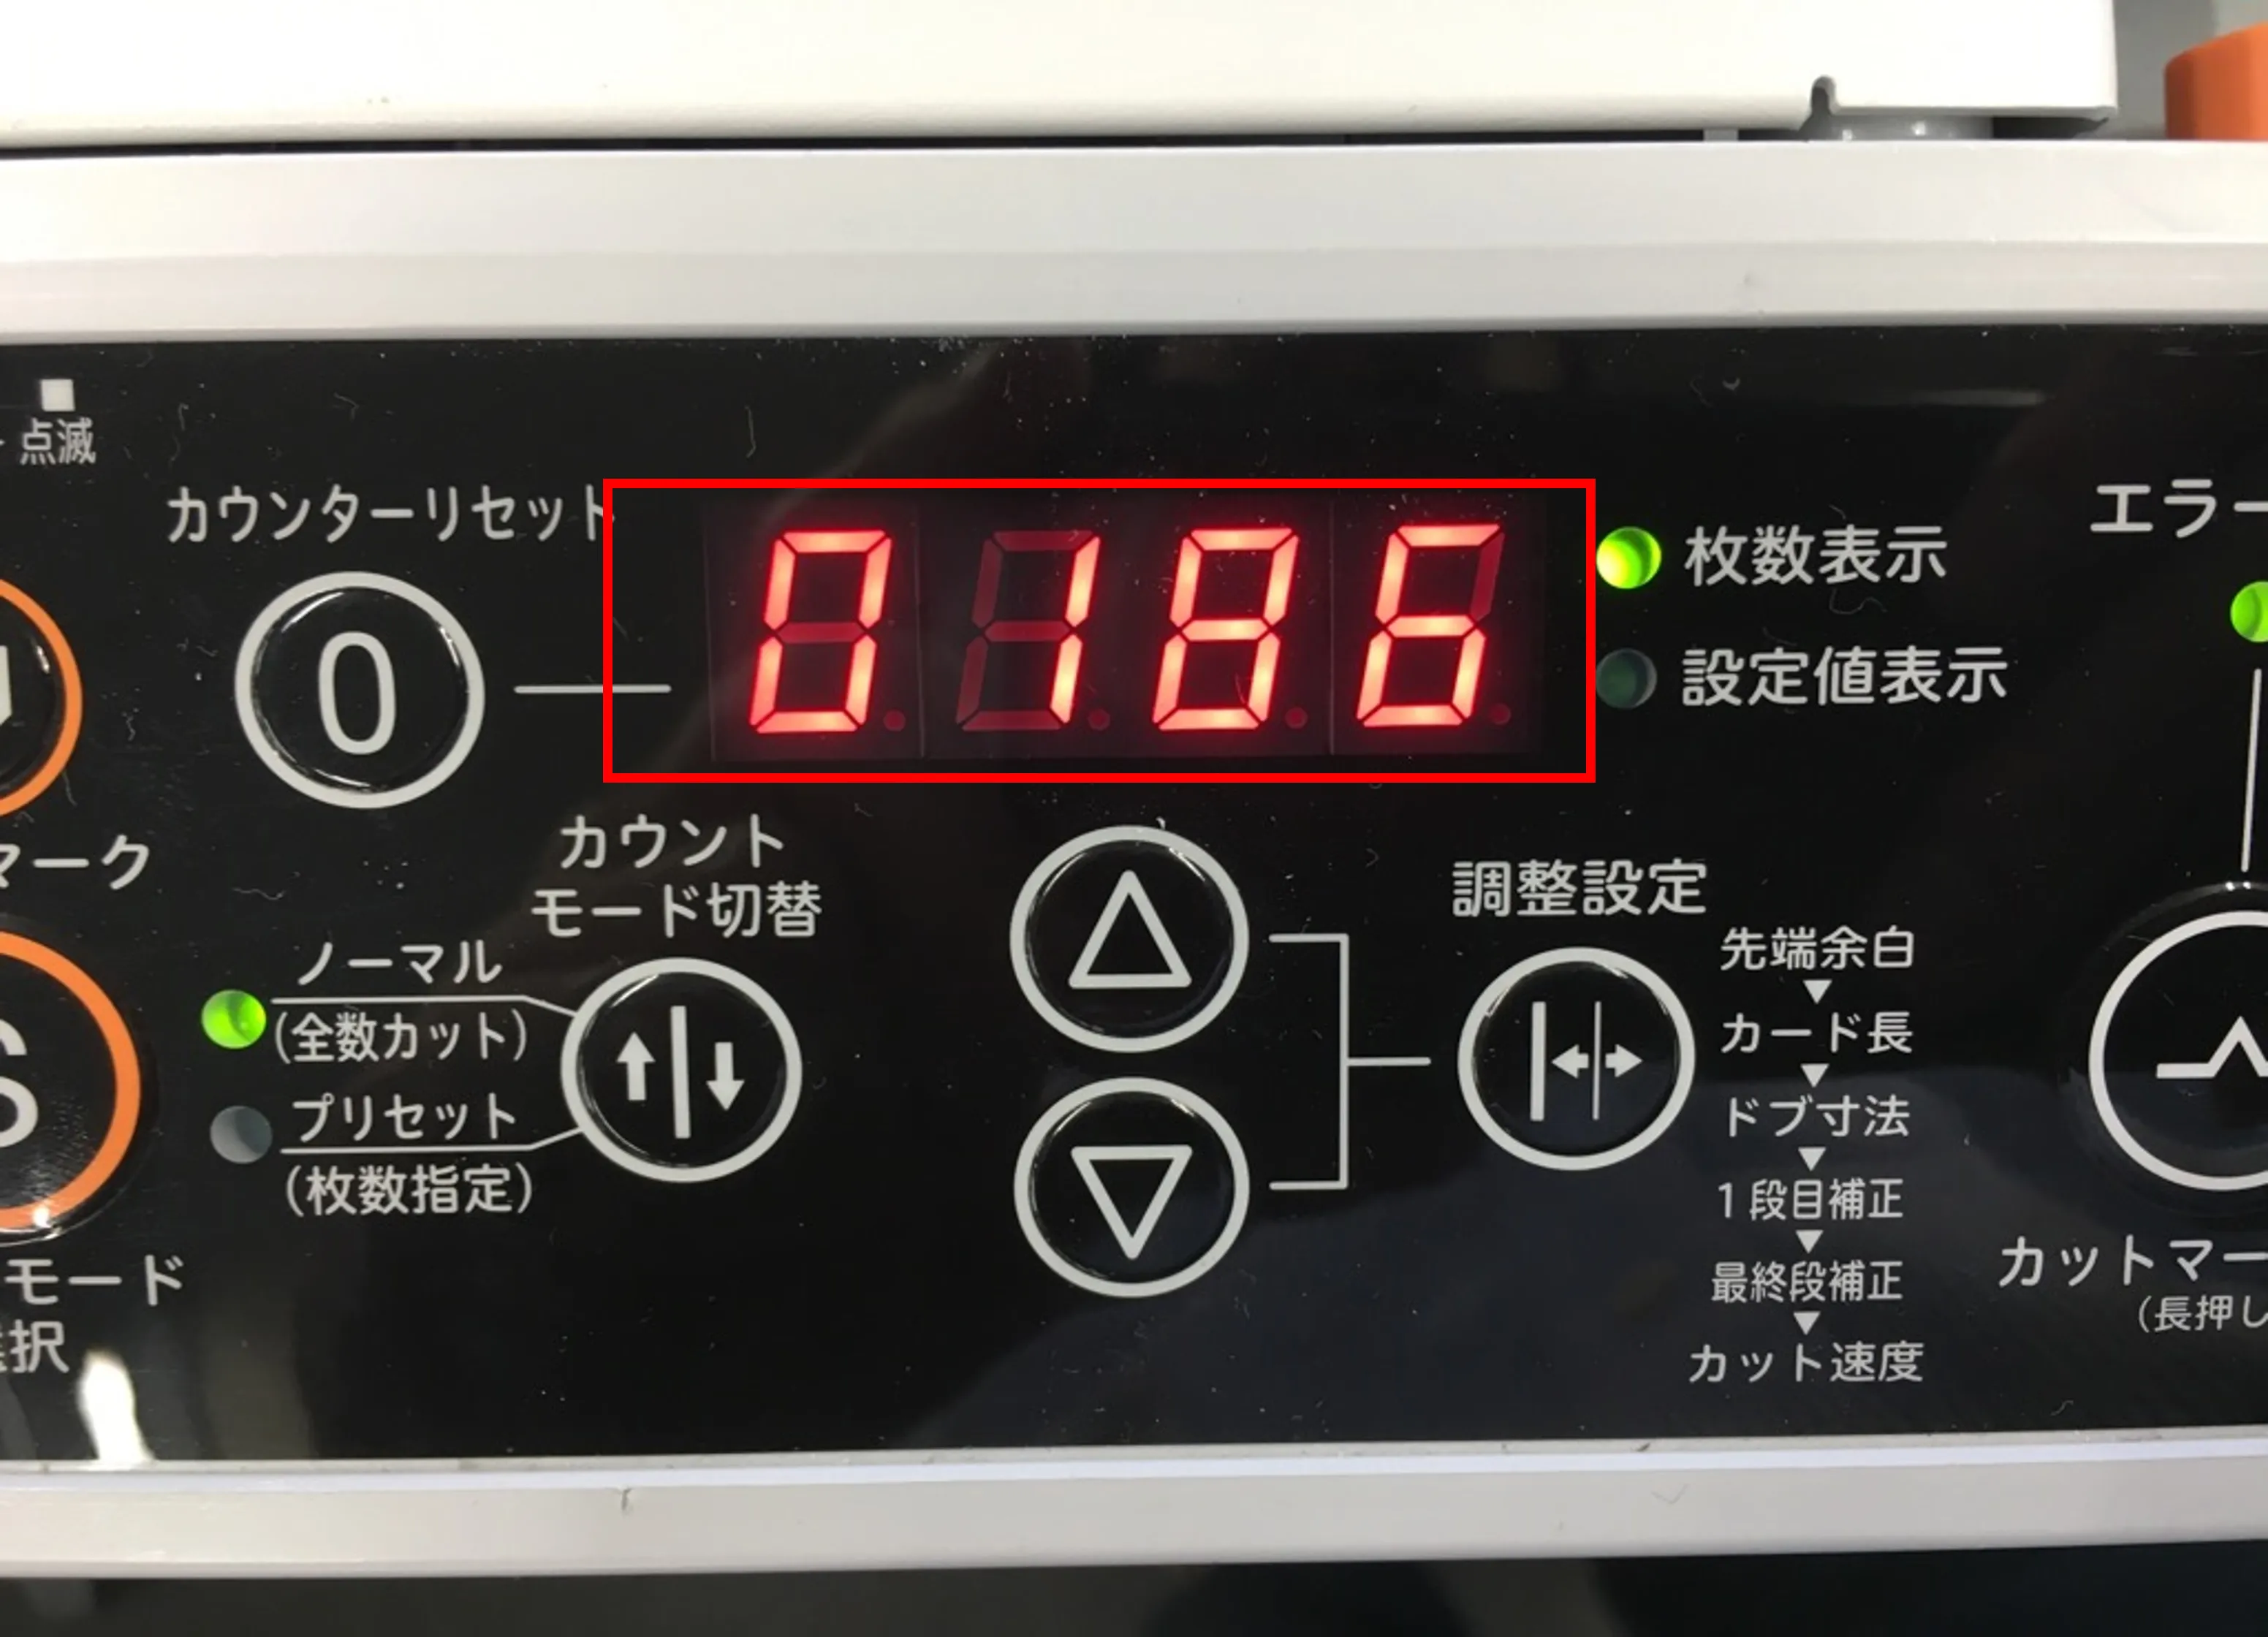 点滅
カウンターリセット
0
0186
枚数表示
設定値表示
エラー
マーク
カウント
モード切替
ノーマル
(全数カット)
プリセット
(枚数指定)
調整設定
先端余白
▼
カード長
▼
ドブ寸法
▼
1段目補正
▼
最終段補正
▼
カット速度
モード
択
S
カットマー
(長押し